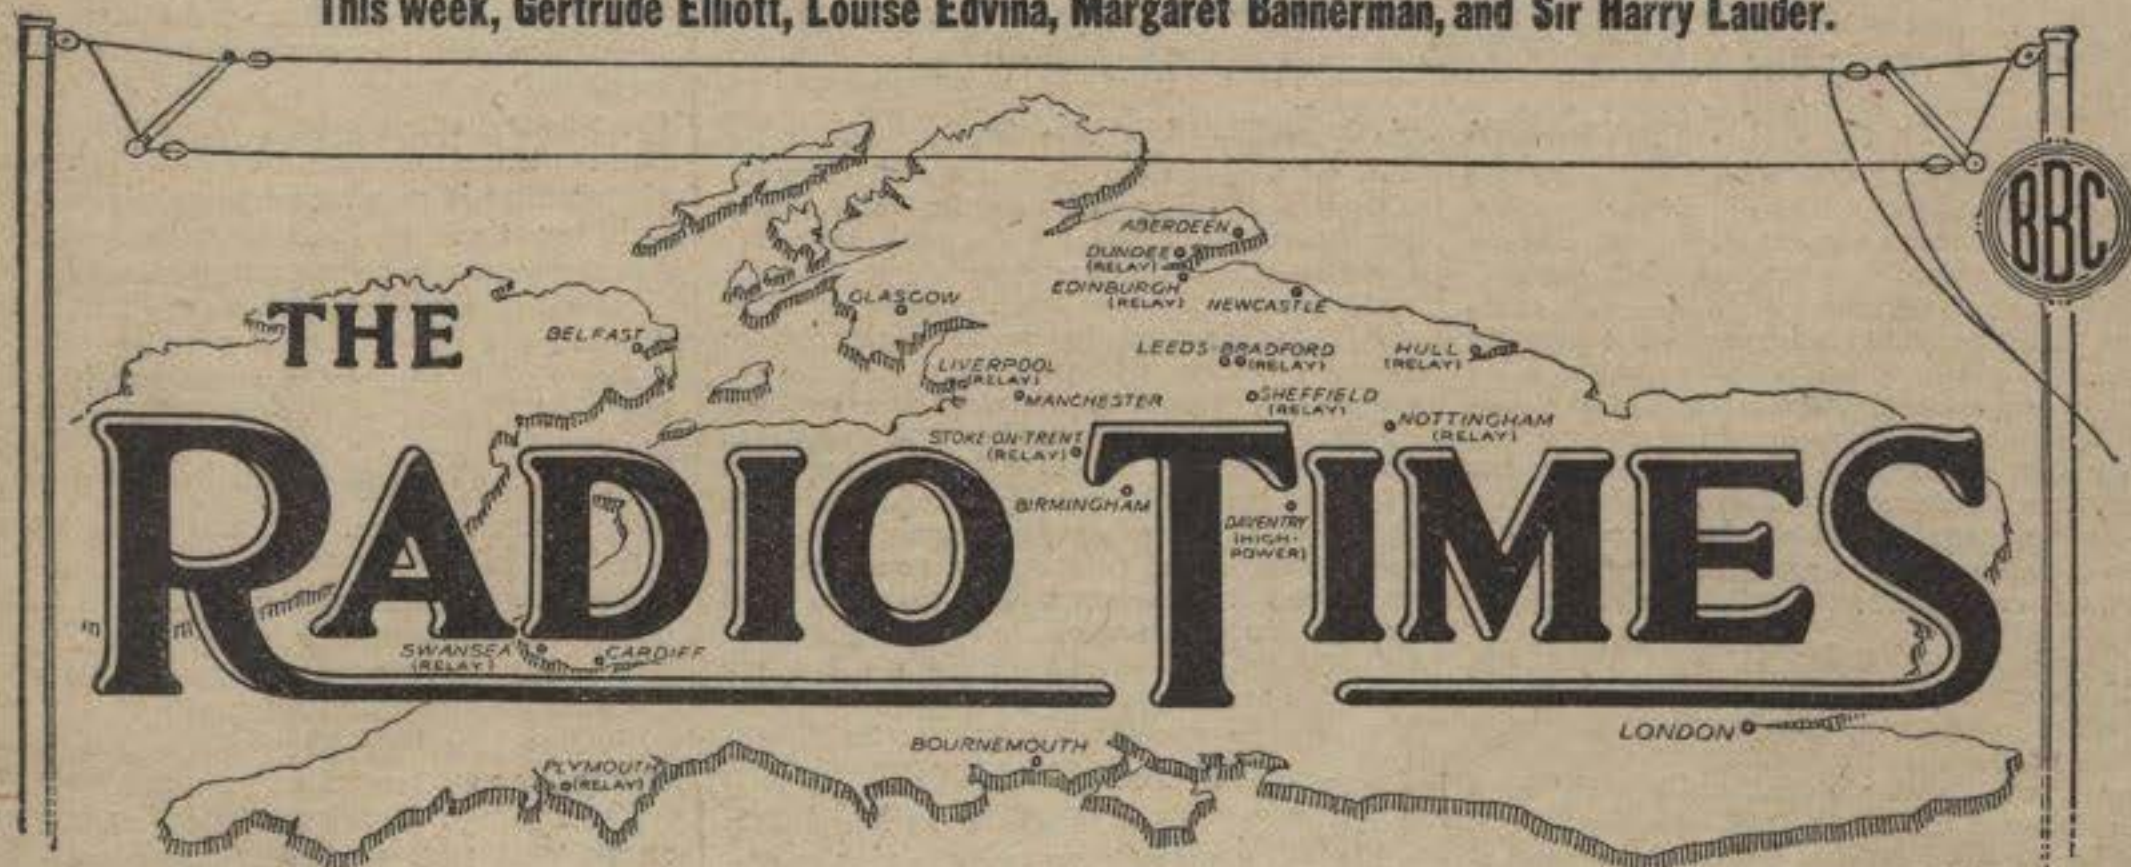 This week, Gertrude Elliott, Louise Edvina, Margaret Bannerman, and Sir Harry Lauder.
BBC
ABERDEEN
DUNDEE
(RELAY)
EDINBURGH
(RELAY)
NEWCASTLE
GLASGOW
THE
BELFAST
LEEDS-BRADFORD
(RELAY)
HULL
(RELAY)
LIVERPOOL
(RELAY)
MANCHESTER
SHEFFIELD
(RELAY)
NOTTINGHAM
(RELAY)
STOKE-ON-TRENT
(RELAY)
RADIO TIMES
BIRMINGHAM
DAVENTRY
(HIGH-
POWER)
SWANSEA
(RELAY)
CARDIFF
LONDON
BOURNEMOUTH
PLYMOUTH
(RELAY)